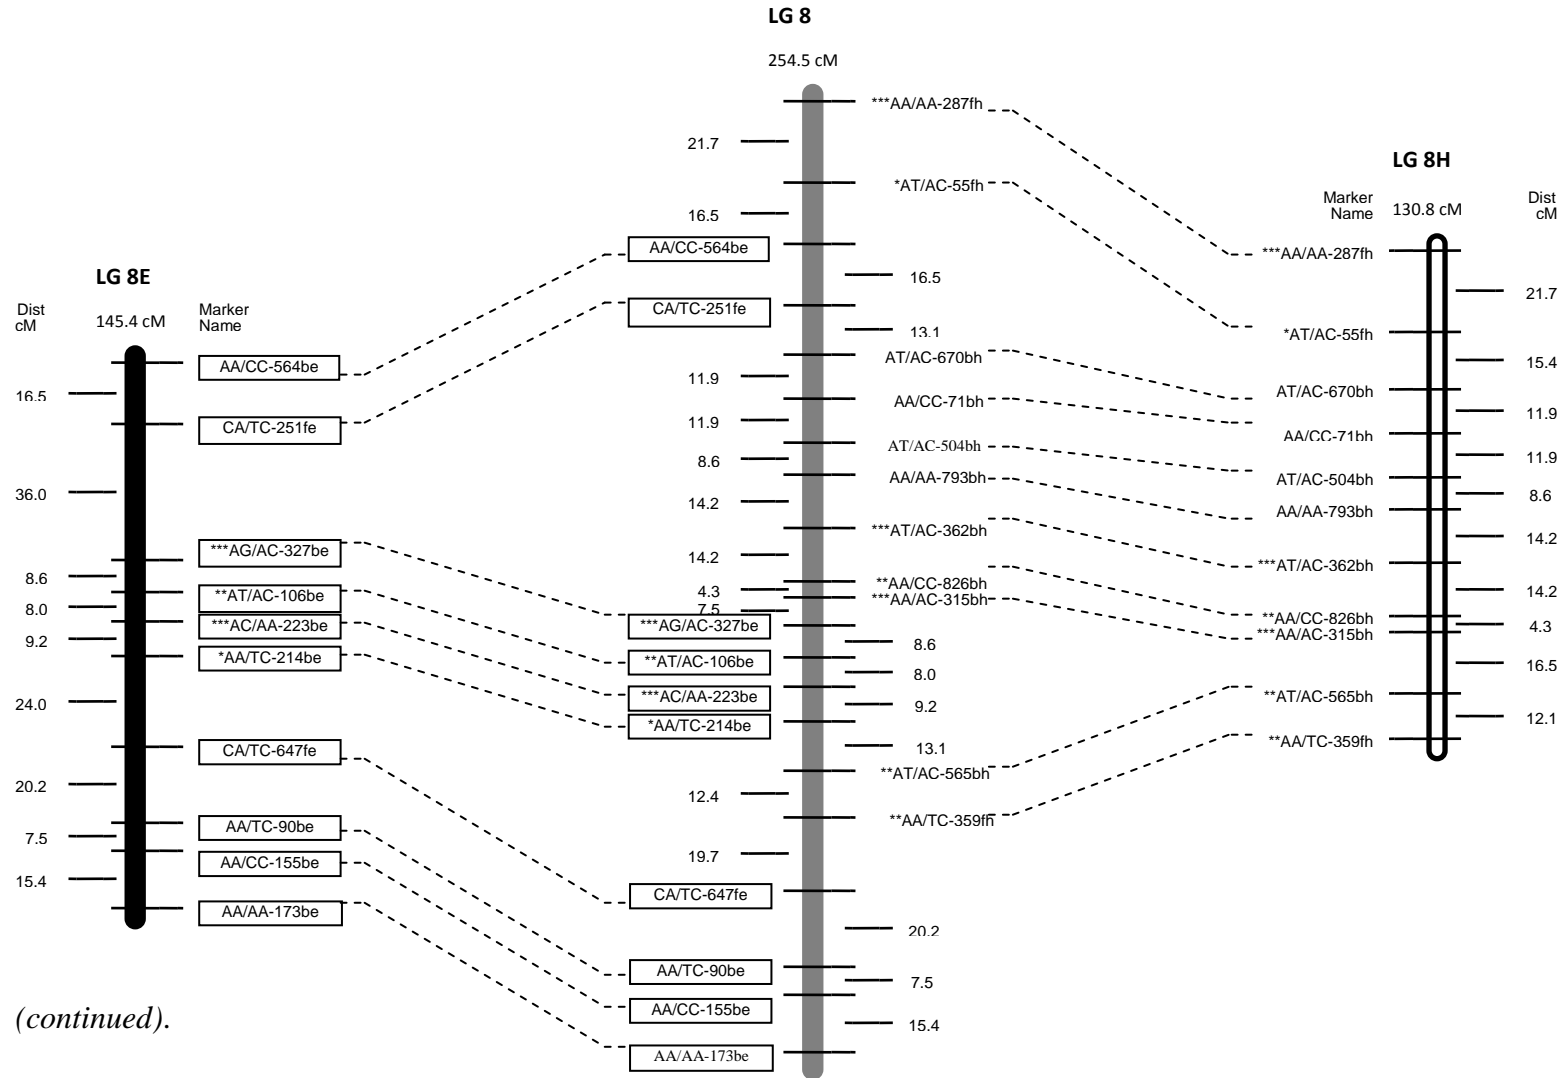 LG 8
254.5 cM
***AA/AA-287fh
21.7
*AT/AC-55fh
16.5
AA/CC-564be
16.5
CA/TC-251fe
13.1
AT/AC-670bh
11.9
AA/CC-71bh
11.9
AT/AC-504bh
8.6
AA/AA-793bh
14.2
***AT/AC-362bh
14.2
**AA/CC-826bh
4.3
***AA/AC-315bh
7.5
***AG/AC-327be
8.6
**AT/AC-106be
8.0
***AC/AA-223be
9.2
*AA/TC-214be
13.1
**AT/AC-565bh
12.4
**AA/TC-359fh
19.7
CA/TC-647fe
20.2
AA/TC-90be
7.5
AA/CC-155be
15.4
AA/AA-173be
LG 8E
Dist
cM
145.4 cM
Marker
Name
AA/CC-564be
16.5
CA/TC-251fe
36.0
***AG/AC-327be
8.6
**AT/AC-106be
8.0
***AC/AA-223be
9.2
*AA/TC-214be
24.0
CA/TC-647fe
20.2
AA/TC-90be
7.5
AA/CC-155be
15.4
AA/AA-173be
LG 8H
Marker
Name
130.8 cM
Dist
cM
***AA/AA-287fh
21.7
*AT/AC-55fh
15.4
AT/AC-670bh
11.9
AA/CC-71bh
11.9
AT/AC-504bh
8.6
AA/AA-793bh
14.2
***AT/AC-362bh
14.2
**AA/CC-826bh
4.3
***AA/AC-315bh
16.5
**AT/AC-565bh
12.1
**AA/TC-359fh
(continued).